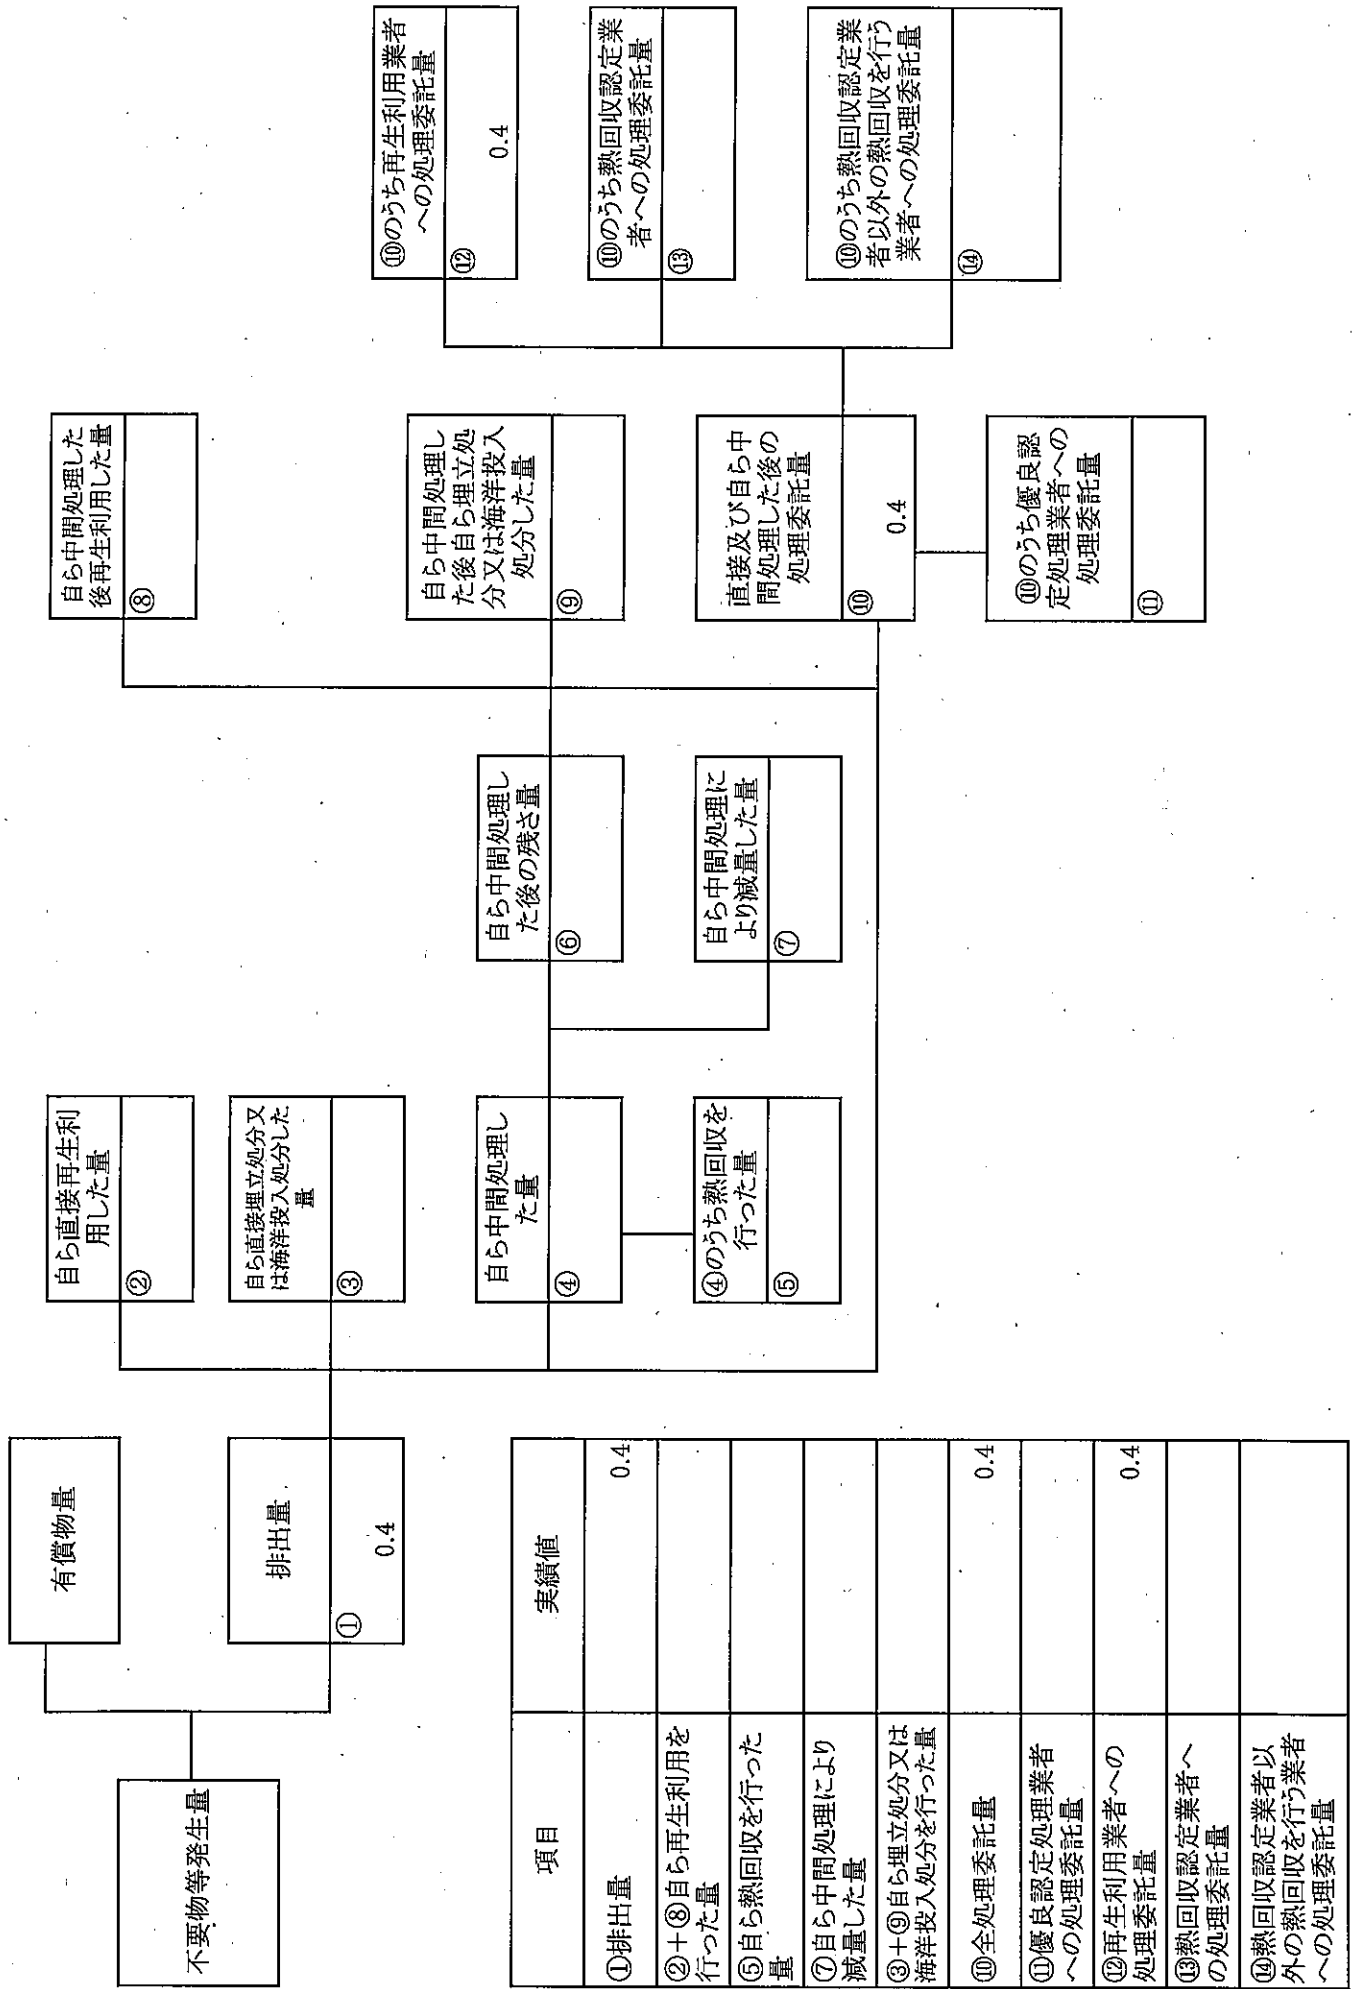 不要物等発生量
有償物量
排出量
①
0.4
自ら直接再生利
用した量
②
自ら直接埋立処分又
は海洋投入処分した
量
③
自ら中間処理し
た量
④
④のうち熱回収を
行った量
⑤
自ら中間処理し
た後の残さ量
⑥
自ら中間処理に
より減量した量
⑦
自ら中間処理した
後再生利用した量
⑧
自ら中間処理し
た後自ら埋立処
分又は海洋投入
処分した量
⑨
直接及び自ら中
間処理した後の
処理委託量
⑩
0.4
⑩のうち優良認
定処理業者への
処理委託量
⑪
⑩のうち再生利用業者
への処理委託量
⑫
0.4
⑩のうち熱回収認定業
者への処理委託量
⑬
⑩のうち熱回収認定業
者以外の熱回収を行う
業者への処理委託量
⑭
項目
実績値
①排出量
0.4
②+⑧自ら再生利用を
行った量
⑤自ら熱回収を行った
量
⑦自ら中間処理により
減量した量
③+⑨自ら埋立処分又は
海洋投入処分を行った量
⑩全処理委託量
0.4
⑪優良認定処理業者
への処理委託量
⑫再生利用業者への
処理委託量
0.4
⑬熱回収認定業者へ
の処理委託量
⑭熱回収認定業者以
外の熱回収を行う業者
への処理委託量